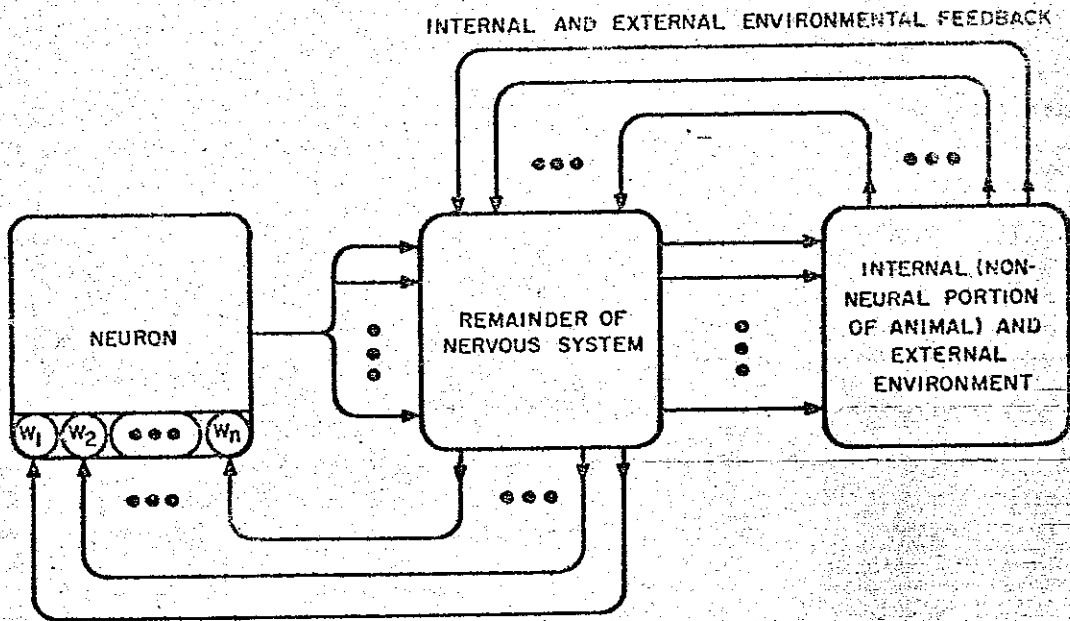 INTERNAL AND EXTERNAL ENVIRONMENTAL FEEDBACK
NEURON
W1 W2 Wn
REMAINDER OF
NERVOUS SYSTEM
INTERNAL (NON-
NEURAL PORTION
OF ANIMAL) AND
EXTERNAL
ENVIRONMENT